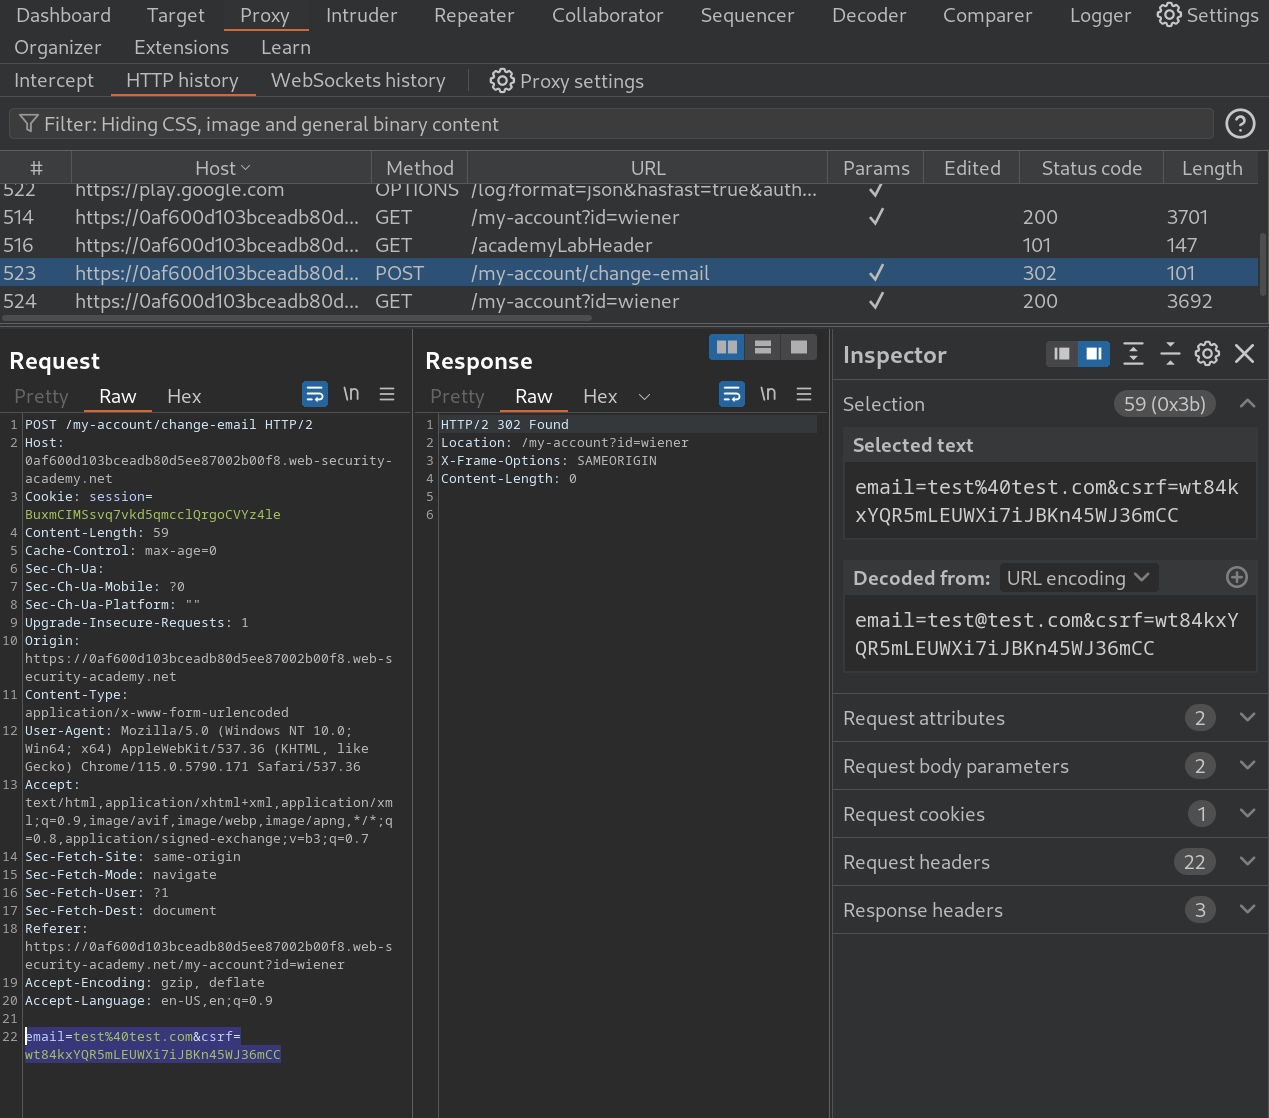 Dashboard Target Proxy Intruder Repeater Collaborator Sequencer Decoder Comparer Logger Settings
Organizer Extensions Learn
Intercept HTTP history WebSockets history Proxy settings
Filter: Hiding CSS, image and general binary content
# Host Method URL Params Edited Status code Length
522 https://play.google.com OPTIONS /log?format=json&hasfast=true&auth... ✓
514 https://0af600d103bceadb80d... GET /my-account?id=wiener ✓ 200 3701
516 https://0af600d103bceadb80d... GET /academyLabHeader 101 147
523 https://0af600d103bceadb80d... POST /my-account/change-email ✓ 302 101
524 https://0af600d103bceadb80d... GET /my-account?id=wiener ✓ 200 3692
Request
Pretty Raw Hex \n
1 POST /my-account/change-email HTTP/2
2 Host:
0af600d103bceadb80d5ee87002b00f8.web-security-
academy.net
3 Cookie: session=
BuxmCIMSsvq7vkd5qmcclQrgoCVYz4le
4 Content-Length: 59
5 Cache-Control: max-age=0
6 Sec-Ch-Ua:
7 Sec-Ch-Ua-Mobile: ?0
8 Sec-Ch-Ua-Platform: ""
9 Upgrade-Insecure-Requests: 1
10 Origin:
https://0af600d103bceadb80d5ee87002b00f8.web-s
ecurity-academy.net
11 Content-Type:
application/x-www-form-urlencoded
12 User-Agent: Mozilla/5.0 (Windows NT 10.0;
Win64; x64) AppleWebKit/537.36 (KHTML, like
Gecko) Chrome/115.0.5790.171 Safari/537.36
13 Accept:
text/html,application/xhtml+xml,application/xm
l;q=0.9,image/avif,image/webp,image/apng,*/*;q
=0.8,application/signed-exchange;v=b3;q=0.7
14 Sec-Fetch-Site: same-origin
15 Sec-Fetch-Mode: navigate
16 Sec-Fetch-User: ?1
17 Sec-Fetch-Dest: document
18 Referer:
https://0af600d103bceadb80d5ee87002b00f8.web-s
ecurity-academy.net/my-account?id=wiener
19 Accept-Encoding: gzip, deflate
20 Accept-Language: en-US,en;q=0.9
21
22 email=test%40test.com&csrf=
wt84kxYQR5mLEUWXi7iJBKn45WJ36mCC
Response
Pretty Raw Hex \n
1 HTTP/2 302 Found
2 Location: /my-account?id=wiener
3 X-Frame-Options: SAMEORIGIN
4 Content-Length: 0
5
6
Inspector
Selection 59 (0x3b)
Selected text
email=test%40test.com&csrf=wt84k
xYQR5mLEUWXi7iJBKn45WJ36mCC
Decoded from: URL encoding
email=test@test.com&csrf=wt84kxY
QR5mLEUWXi7iJBKn45WJ36mCC
Request attributes 2
Request body parameters 2
Request cookies 1
Request headers 22
Response headers 3